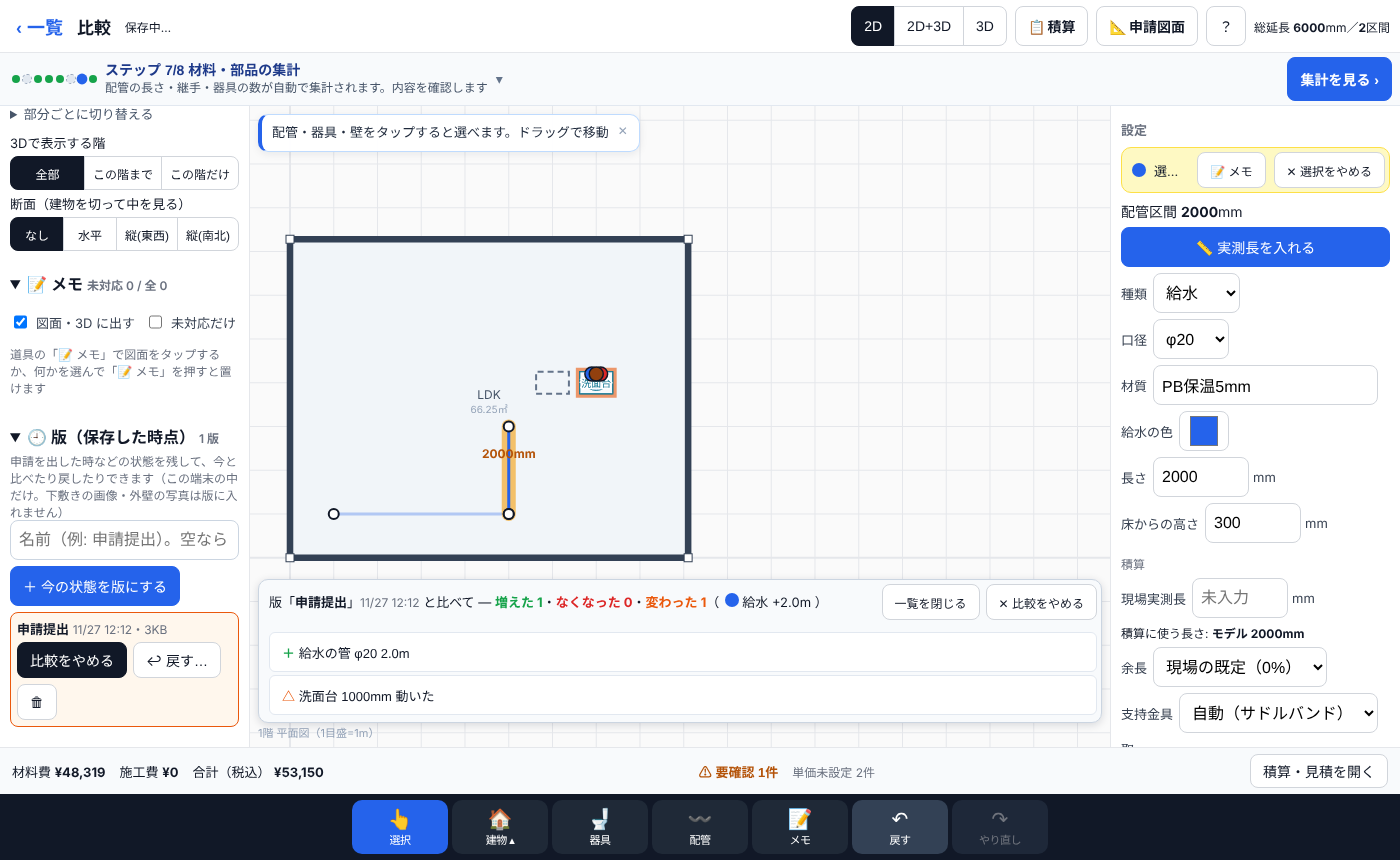 ‹ 一覧 比較 保存中...
2D 2D+3D 3D 📋 積算 📐 申請図面 ? 総延長 6000mm／2区間
ステップ 7/8 材料・部品の集計
配管の長さ・継手・器具の数が自動で集計されます。内容を確認します ▼
集計を見る ›
▶ 部分ごとに切り替える
3Dで表示する階
全部 この階まで この階だけ
断面（建物を切って中を見る）
なし 水平 縦(東西) 縦(南北)
▼ 📝 メモ 未対応 0 / 全 0
図面・3D に出す 未対応だけ
道具の「📝 メモ」で図面をタップする
か、何かを選んで「📝 メモ」を押すと置
けます
▼ 🕘 版（保存した時点） 1 版
申請を出した時などの状態を残して、今と
比べたり戻したりできます（この端末の中
だけ。下敷きの画像・外壁の写真は版に入
れません）
名前（例: 申請提出）。空なら
＋ 今の状態を版にする
申請提出 11/27 12:12・3KB
比較をやめる ↩ 戻す…
🗑
配管・器具・壁をタップすると選べます。ドラッグで移動 ×
洗面台
LDK
66.25㎡
2000mm
版「申請提出」 11/27 12:12 と比べて — 増えた 1・なくなった 0・変わった 1（ 給水 +2.0m ）
一覧を閉じる ✕ 比較をやめる
＋ 給水の管 φ20 2.0m
△ 洗面台 1000mm 動いた
1階 平面図（1目盛=1m）
設定
選... 📝 メモ ✕ 選択をやめる
配管区間 2000mm
📏 実測長を入れる
種類 給水
口径 φ20
材質 PB保温5mm
給水の色
長さ 2000 mm
床からの高さ 300 mm
積算
現場実測長 未入力 mm
積算に使う長さ: モデル 2000mm
余長 現場の既定（0%）
支持金具 自動（サドルバンド）
材料費 ¥48,319 施工費 ¥0 合計（税込） ¥53,150
⚠ 要確認 1件 単価未設定 2件
積算・見積を開く
選択 建物▲ 器具 配管 メモ 戻す やり直し